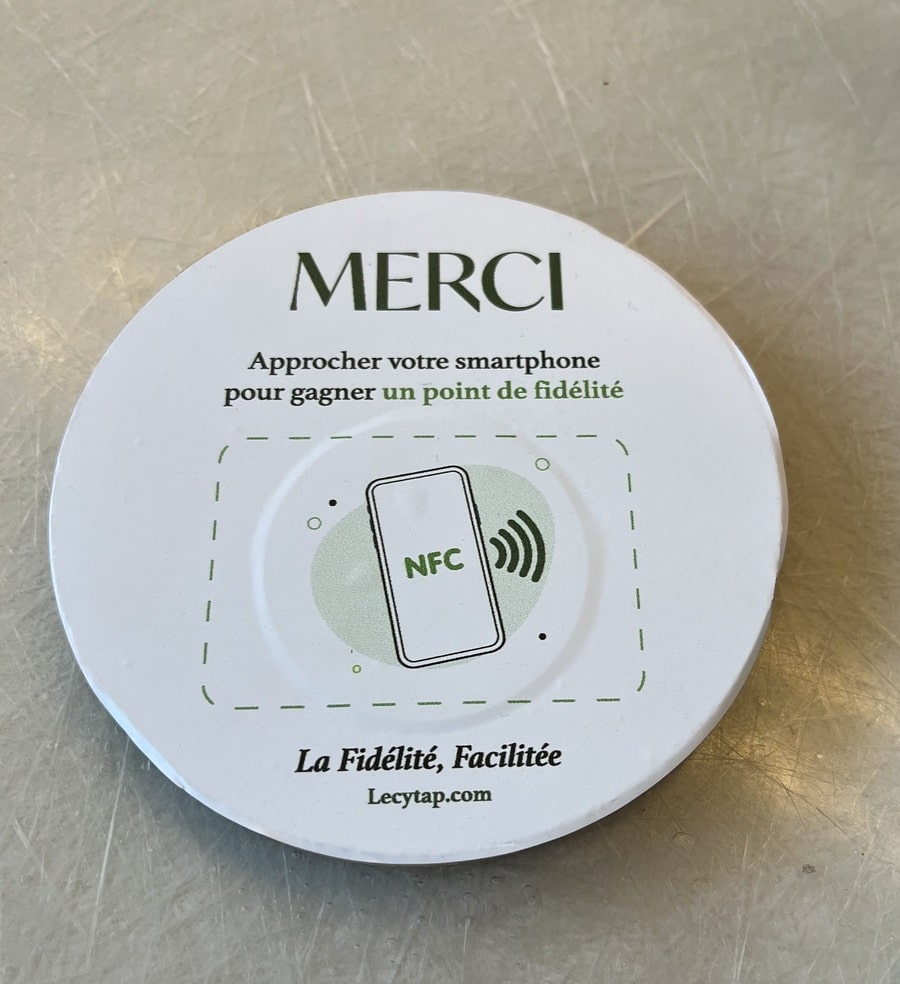 MERCI
Approcher votre smartphone
pour gagner un point de fidélité
NFC
La Fidélité, Facilitée
Lecytap.com